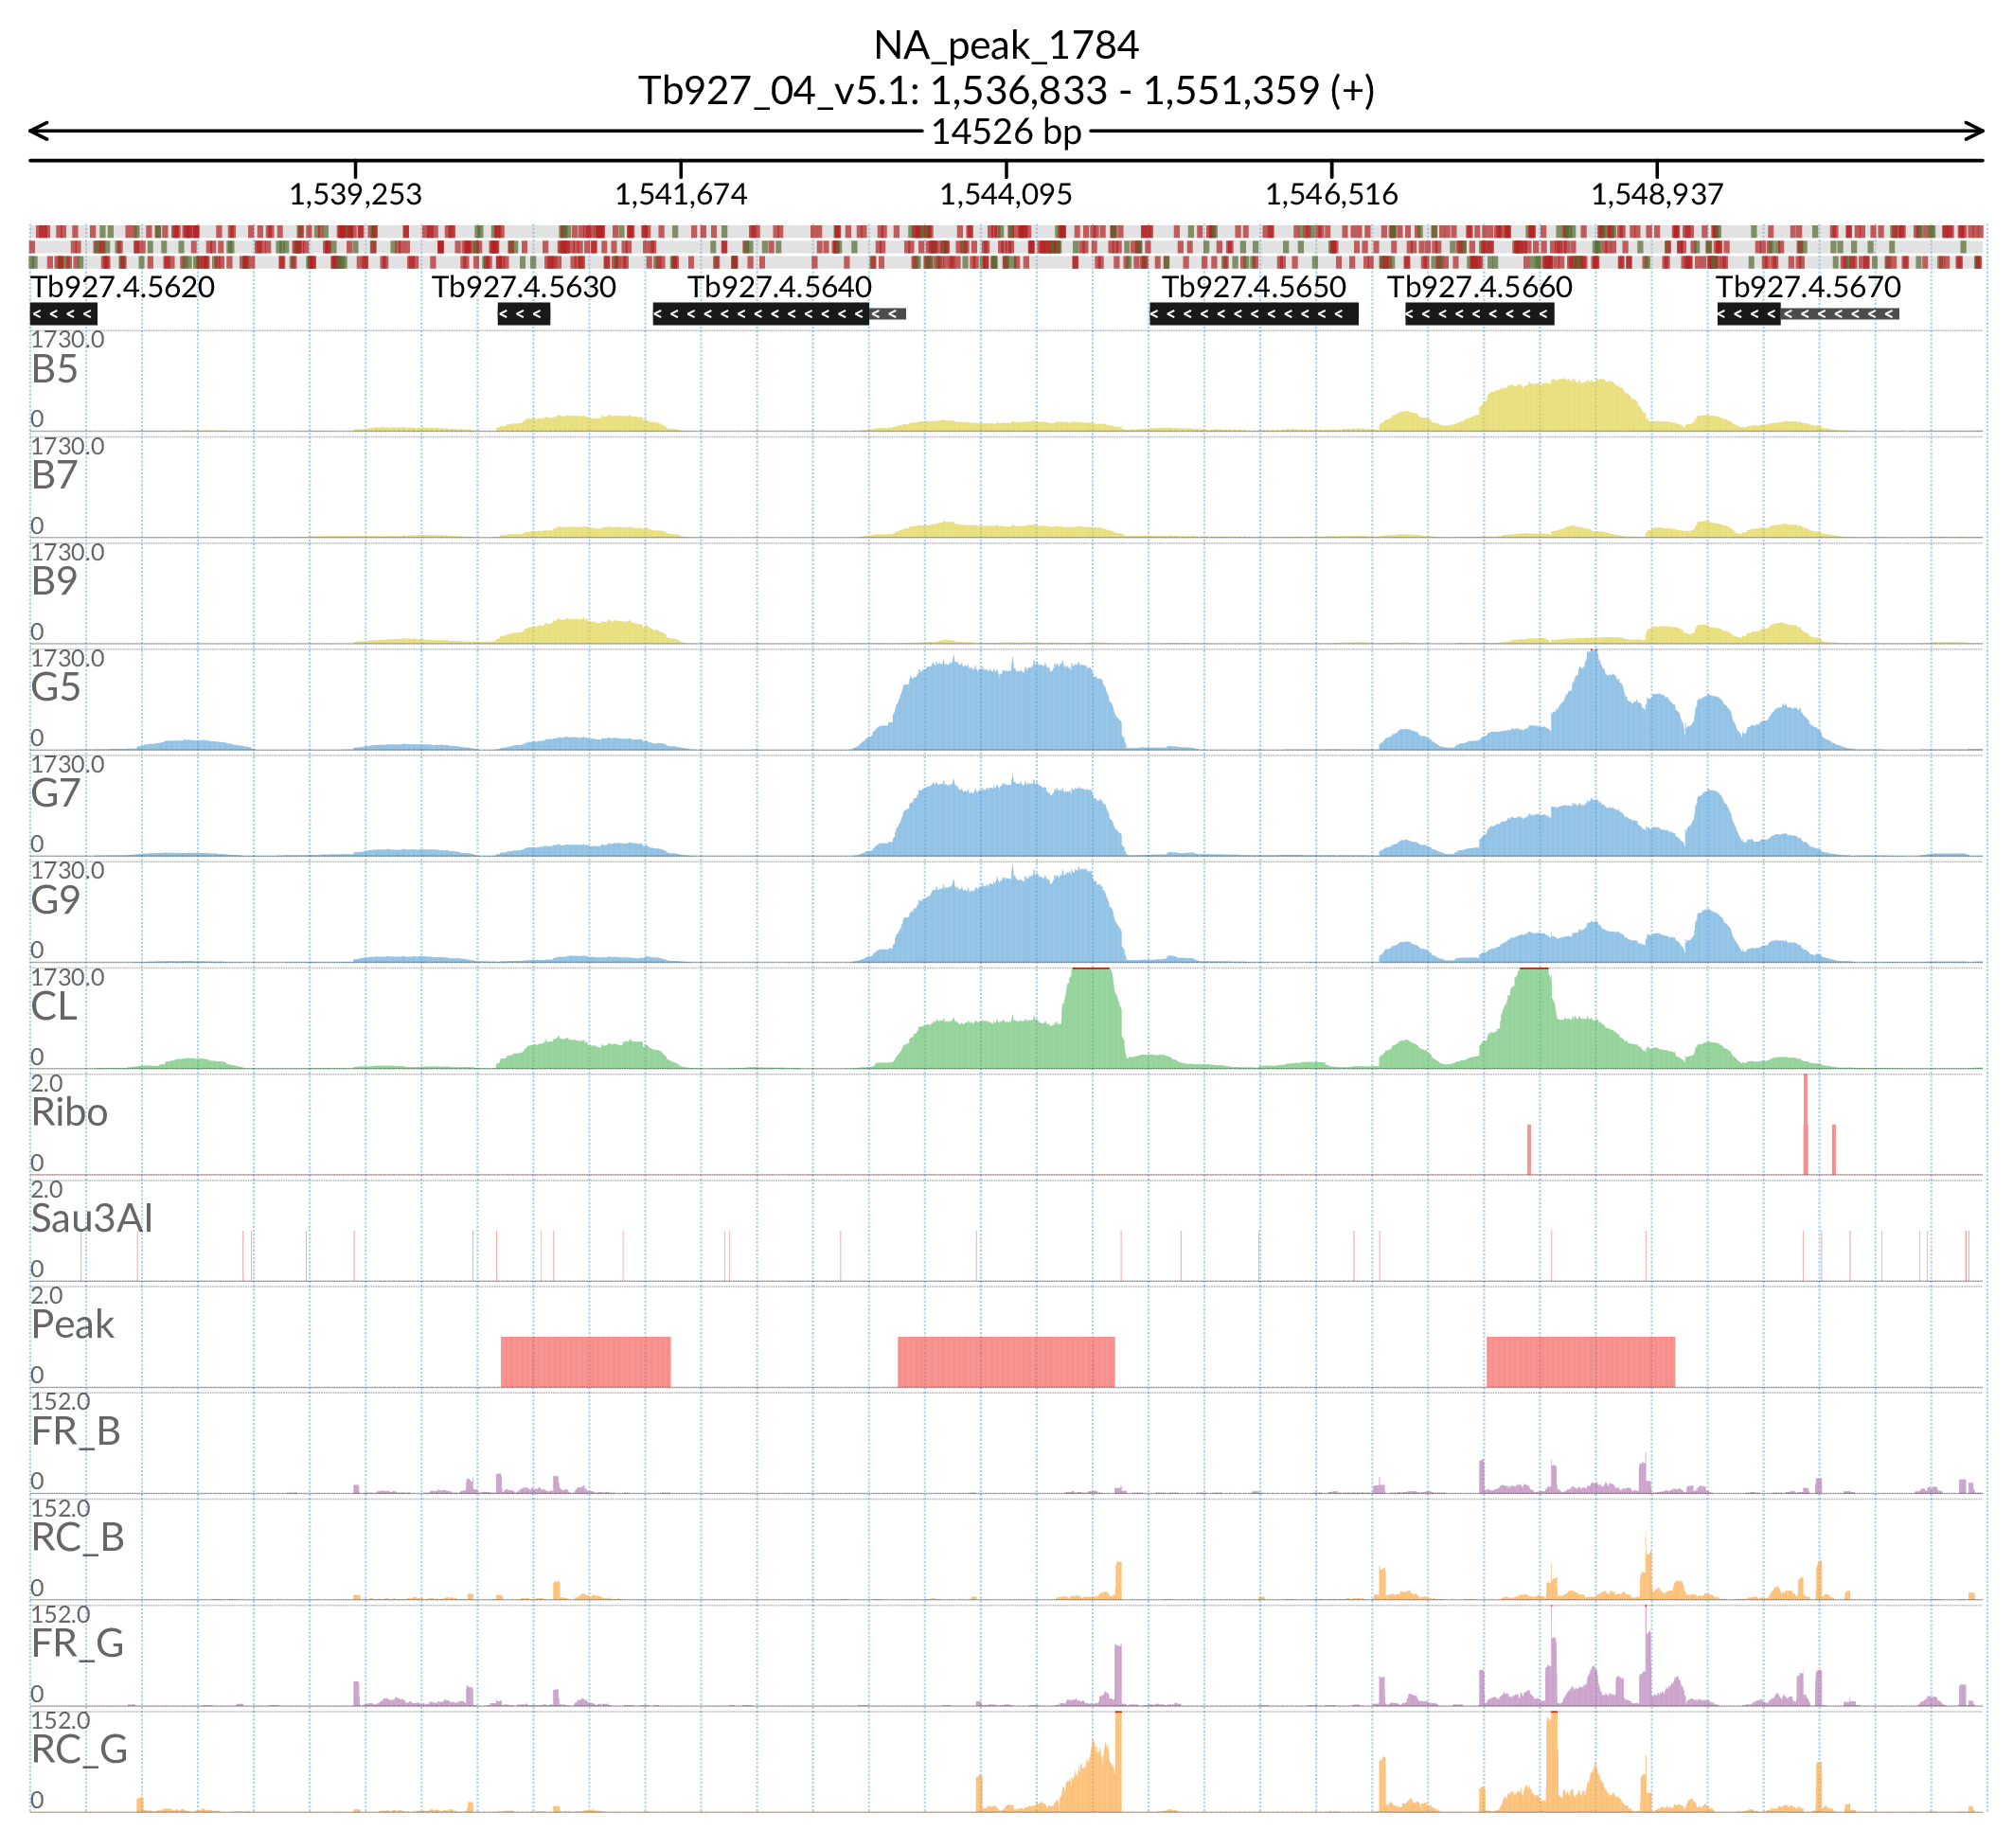 NA_peak_1784
Tb927_04_v5.1: 1,536,833 - 1,551,359 (+)
14526 bp
1,539,253 1,541,674 1,544,095 1,546,516 1,548,937
Tb927.4.5620 Tb927.4.5630 Tb927.4.5640 Tb927.4.5650 Tb927.4.5660 Tb927.4.5670
1730.0
B5
0
1730.0
B7
0
1730.0
B9
0
1730.0
G5
0
1730.0
G7
0
1730.0
G9
0
1730.0
CL
0
2.0
Ribo
0
2.0
Sau3AI
0
2.0
Peak
0
152.0
FR_B
0
152.0
RC_B
0
152.0
FR_G
0
152.0
RC_G
0